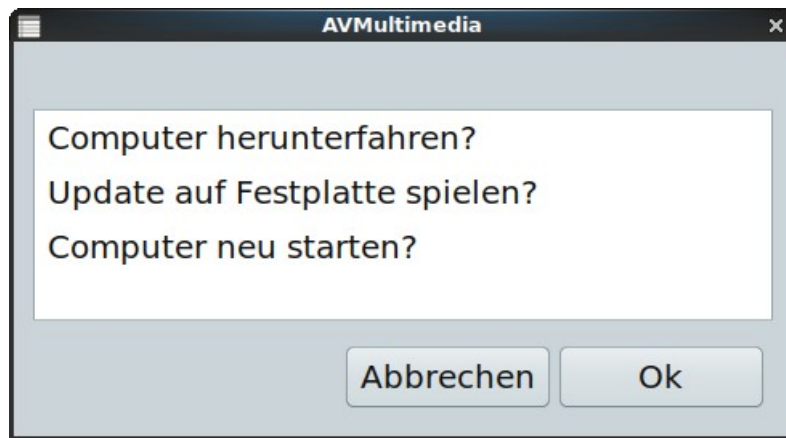 AVMultimedia
Computer herunterfahren?
Update auf Festplatte spielen?
Computer neu starten?
Abbrechen
Ok